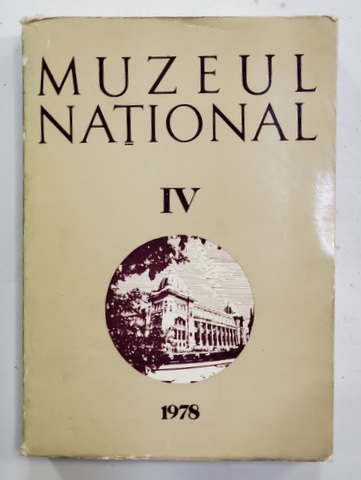 MUZEUL
NAȚIONAL
IV
1978